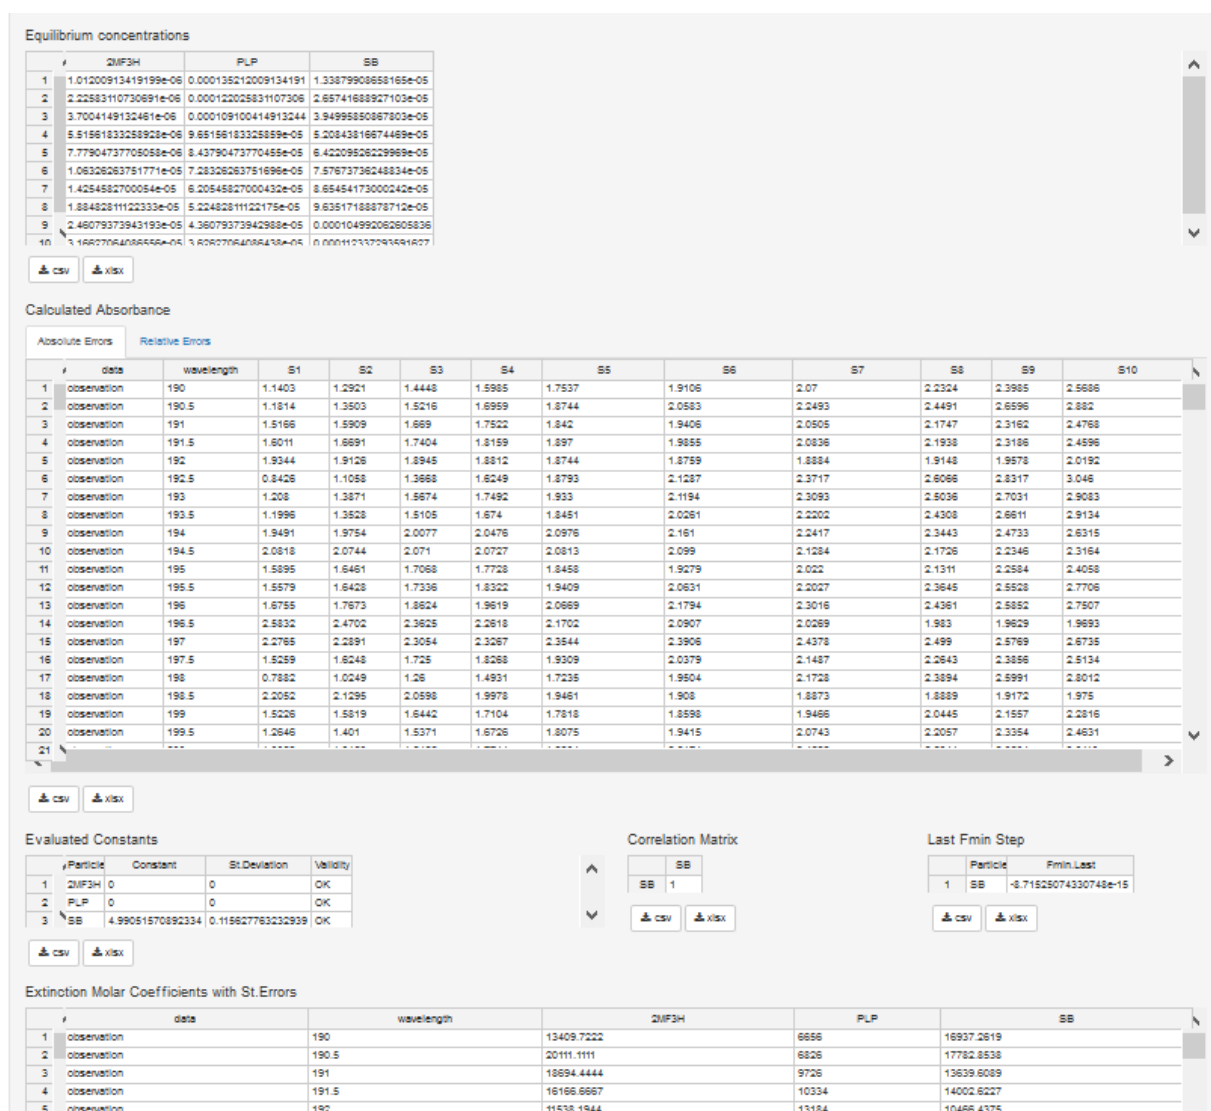 Equilibrium concentrations
2MF3H PLP SB
1 1.01200913419199e-06 0.000135212009134191 1.33879908658165e-05
2 2.22583110730691e-06 0.000122025831107306 2.65741688927103e-05
3 3.7004149132461e-06 0.000109100414913244 3.94995850867803e-05
4 5.51561833258928e-06 9.65156183325859e-05 5.20843816674469e-05
5 7.77904737705058e-06 8.43790473770455e-05 6.42209526229969e-05
6 1.06326263751771e-05 7.28326263751696e-05 7.57673736248834e-05
7 1.4254582700054e-05 6.20545827000432e-05 8.65454173000242e-05
8 1.88482811122333e-05 5.22482811122175e-05 9.63517188878712e-05
9 2.46079373943193e-05 4.36079373942988e-05 0.000104992062605836
10 3.16627064086556e-05 3.62627064086438e-05 0.000112337293591627
csv xlsx
Calculated Absorbance
Absolute Errors Relative Errors
data wavelength S1 S2 S3 S4 S5 S6 S7 S8 S9 S10
1 observation 190 1.1403 1.2921 1.4448 1.5985 1.7537 1.9106 2.07 2.2324 2.3985 2.5686
2 observation 190.5 1.1814 1.3503 1.5216 1.6959 1.8744 2.0583 2.2493 2.4491 2.6596 2.882
3 observation 191 1.5166 1.5909 1.669 1.7522 1.842 1.9406 2.0505 2.1747 2.3162 2.4768
4 observation 191.5 1.6011 1.6691 1.7404 1.8159 1.897 1.9855 2.0836 2.1938 2.3186 2.4596
5 observation 192 1.9344 1.9126 1.8945 1.8812 1.8744 1.8759 1.8884 1.9148 1.9578 2.0192
6 observation 192.5 0.8426 1.1058 1.3668 1.6249 1.8793 2.1287 2.3717 2.6066 2.8317 3.046
7 observation 193 1.208 1.3871 1.5674 1.7492 1.933 2.1194 2.3093 2.5036 2.7031 2.9083
8 observation 193.5 1.1996 1.3528 1.5105 1.674 1.8451 2.0261 2.2202 2.4308 2.6611 2.9134
9 observation 194 1.9491 1.9754 2.0077 2.0476 2.0976 2.161 2.2417 2.3443 2.4733 2.6315
10 observation 194.5 2.0818 2.0744 2.071 2.0727 2.0813 2.099 2.1284 2.1726 2.2346 2.3164
11 observation 195 1.5895 1.6461 1.7068 1.7728 1.8458 1.9279 2.022 2.1311 2.2584 2.4058
12 observation 195.5 1.5579 1.6428 1.7336 1.8322 1.9409 2.0631 2.2027 2.3645 2.5528 2.7706
13 observation 196 1.6755 1.7673 1.8624 1.9619 2.0669 2.1794 2.3016 2.4361 2.5852 2.7507
14 observation 196.5 2.5832 2.4702 2.3625 2.2618 2.1702 2.0907 2.0269 1.983 1.9629 1.9693
15 observation 197 2.2765 2.2891 2.3054 2.3267 2.3544 2.3906 2.4378 2.499 2.5769 2.6735
16 observation 197.5 1.5259 1.6248 1.725 1.8268 1.9309 2.0379 2.1487 2.2643 2.3856 2.5134
17 observation 198 0.7882 1.0249 1.26 1.4931 1.7235 1.9504 2.1728 2.3894 2.5991 2.8012
18 observation 198.5 2.2052 2.1295 2.0598 1.9978 1.9461 1.908 1.8873 1.8889 1.9172 1.975
19 observation 199 1.5226 1.5819 1.6442 1.7104 1.7818 1.8598 1.9466 2.0445 2.1557 2.2816
20 observation 199.5 1.2646 1.401 1.5371 1.6726 1.8075 1.9415 2.0743 2.2057 2.3354 2.4631
21
csv xlsx
Evaluated Constants Correlation Matrix Last Fmin Step
Particle Constant St.Deviation Validity SB Particle Fmin.Last
1 2MF3H 0 0 OK SB 1 1 SB -8.71525074330748e-15
2 PLP 0 0 OK
3 SB 4.99051570892334 0.115627763232939 OK
csv xlsx csv xlsx
csv xlsx
Extinction Molar Coefficients with St.Errors
data wavelength 2MF3H PLP SB
1 observation 190 13409.7222 6656 16937.2619
2 observation 190.5 20111.1111 6826 17782.8538
3 observation 191 18694.4444 9726 13639.6089
4 observation 191.5 16166.6667 10334 14002.6227
5 observation 192 11538.1944 13184 10466.4375